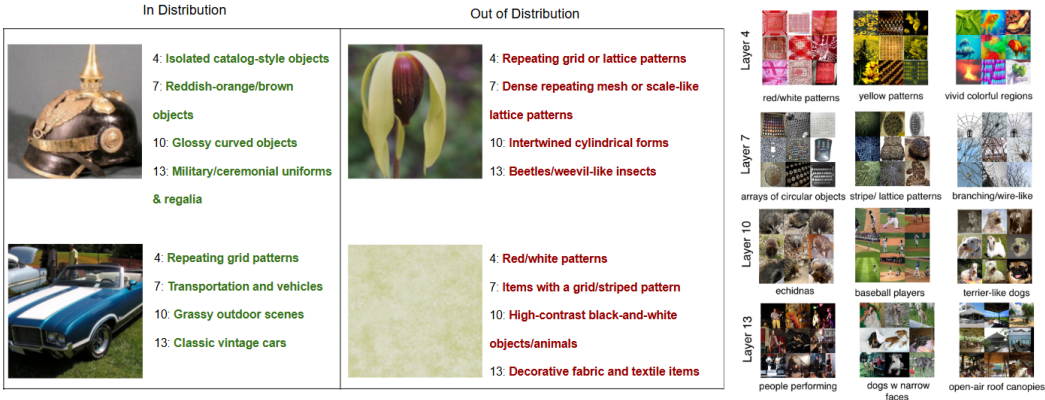 In Distribution
Out of Distribution
4: Isolated catalog-style objects
7: Reddish-orange/brown
objects
10: Glossy curved objects
13: Military/ceremonial uniforms
& regalia
4: Repeating grid or lattice patterns
7: Dense repeating mesh or scale-like
lattice patterns
10: Intertwined cylindrical forms
13: Beetles/weevil-like insects
4: Repeating grid patterns
7: Transportation and vehicles
10: Grassy outdoor scenes
13: Classic vintage cars
4: Red/white patterns
7: Items with a grid/striped pattern
10: High-contrast black-and-white
objects/animals
13: Decorative fabric and textile items
Layer 4
red/white patterns
yellow patterns
vivid colorful regions
Layer 7
arrays of circular objects
stripe/ lattice patterns
branching/wire-like
Layer 10
echidnas
baseball players
terrier-like dogs
Layer 13
people performing
dogs w narrow
faces
open-air roof canopies